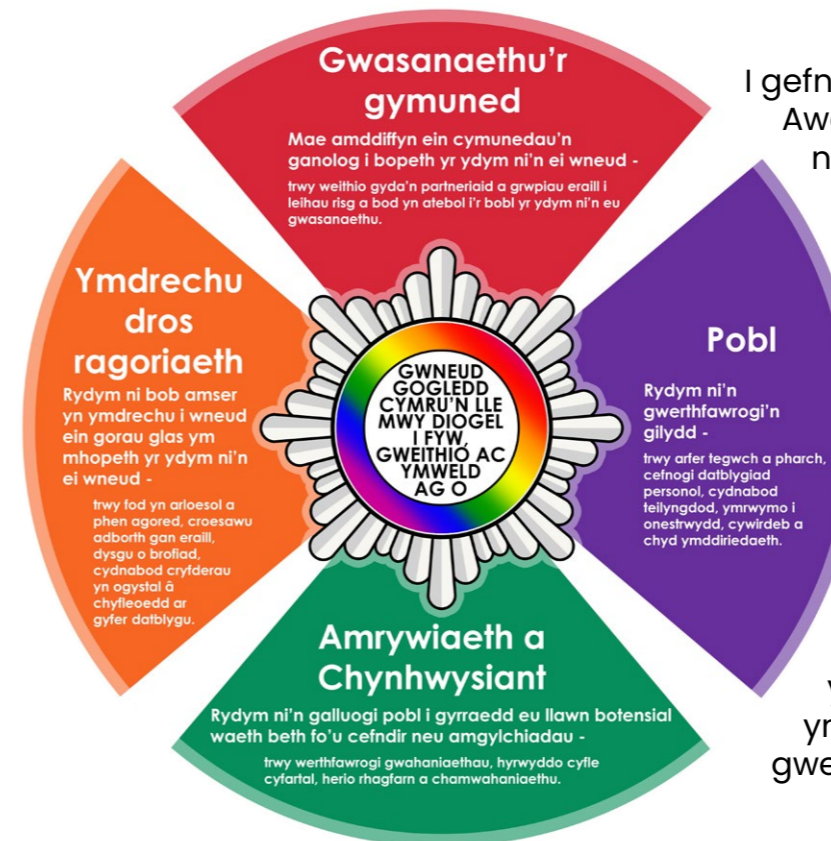 Gwasanaethu'r
gymuned
Mae amddiffyn ein cymunedau'n
ganolog i bopeth yr ydym ni'n ei wneud -
trwy weithio gyda'n partneriaid a grwpiau eraill i
leihau risg a bod yn atebol i'r bobl yr ydym ni'n eu
gwasanaethu.
I gefn
Ymdrechu
dros
ragoriaeth
Rydym ni bob amser
yn ymdrechu i wneud
ein gorau glas ym
mhopeth yr ydym ni'n
ei wneud -
trwy fod yn arloesol a
phen agored, croesawu
adborth gan eraill,
dysgu o brofiad,
cydnabod cryfderau
yn ogystal â
chyfleoedd ar
gyfer datblygu.
GWNEUD
GOGLEDD
CYMRU'N LLE
MWY DIOGEL
I FYW,
GWEITHIO AC
YMWELD
AG O
Pobl
Rydym ni'n
gwerthfawrogi'n
gilydd -
trwy arfer tegwch a pharch,
cefnogi datblygiad
personol, cydnabod
teilyngdod, ymrwymo i
onestrwydd, cywirdeb a
chyd ymddiriedaeth.
Amrywiaeth a
Chynhwysiant
Rydym ni'n galluogi pobl i gyrraedd eu llawn botensial
waeth beth fo'u cefndir neu amgylchiadau -
trwy werthfawrogi gwahaniaethau, hyrwyddo cyfle
cyfartal, herio rhagfarn a chamwahaniaethu.